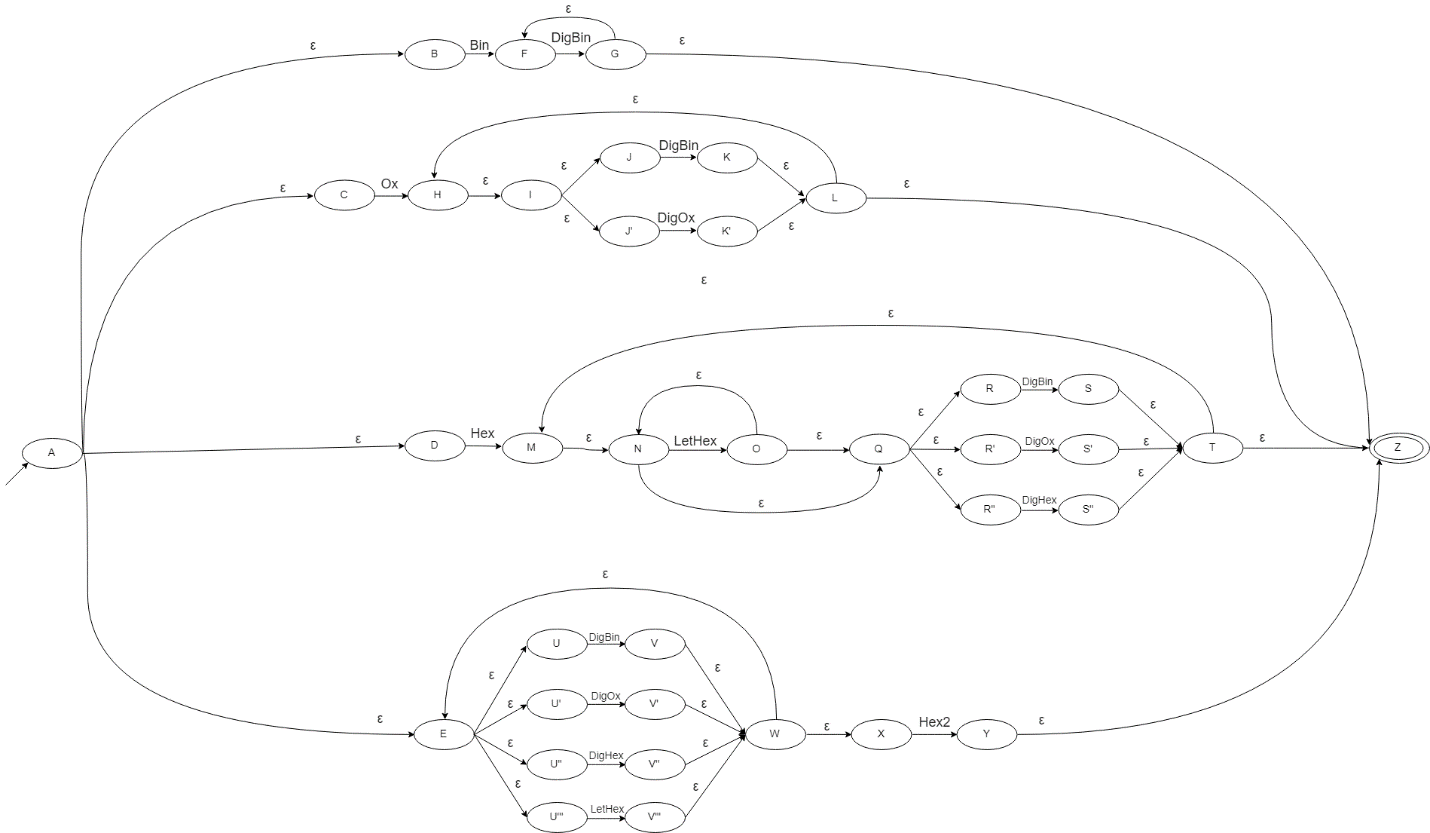 ε
ε B Bin F DigBin G ε
ε
ε C Ox H ε I ε J DigBin K ε L ε
ε J' DigOx K' ε
ε
ε
ε
A ε D Hex M ε N LetHex O ε Q ε R DigBin S ε T ε Z
ε R' DigOx S' ε
ε R" DigHex S" ε
ε
ε
ε U DigBin V ε
ε U' DigOx V' ε
ε E W ε X Hex2 Y ε
ε U" DigHex V" ε
ε U"' LetHex V"' ε